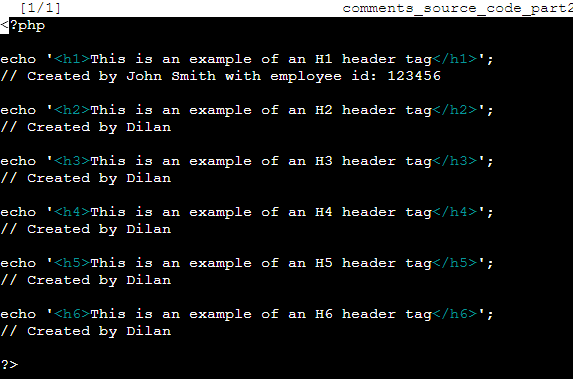 [1/1] comments_source_code_part2
<?php
echo '<h1>This is an example of an H1 header tag</h1>';
// Created by John Smith with employee id: 123456
echo '<h2>This is an example of an H2 header tag</h2>';
// Created by Dilan
echo '<h3>This is an example of an H3 header tag</h3>';
// Created by Dilan
echo '<h4>This is an example of an H4 header tag</h4>';
// Created by Dilan
echo '<h5>This is an example of an H5 header tag</h5>';
// Created by Dilan
echo '<h6>This is an example of an H6 header tag</h6>';
// Created by Dilan
?>